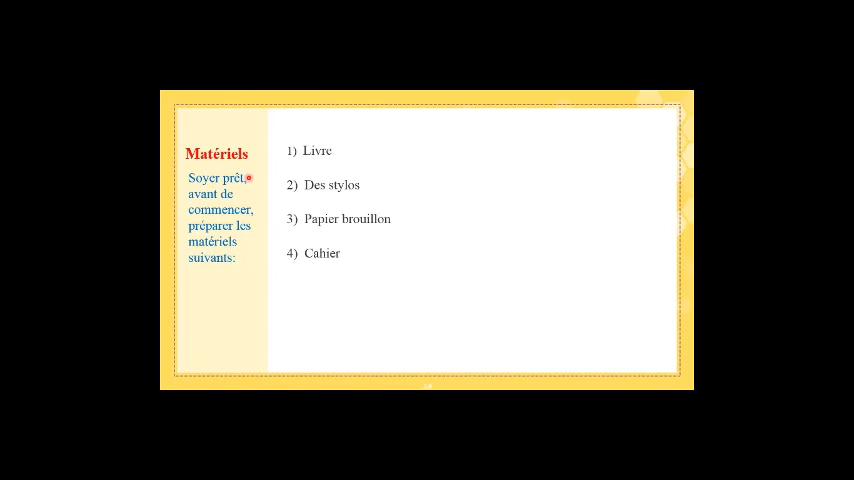 Matériels
Soyer prêt,
avant de
commencer,
préparer les
matériels
suivants:
1) Livre
2) Des stylos
3) Papier brouillon
4) Cahier